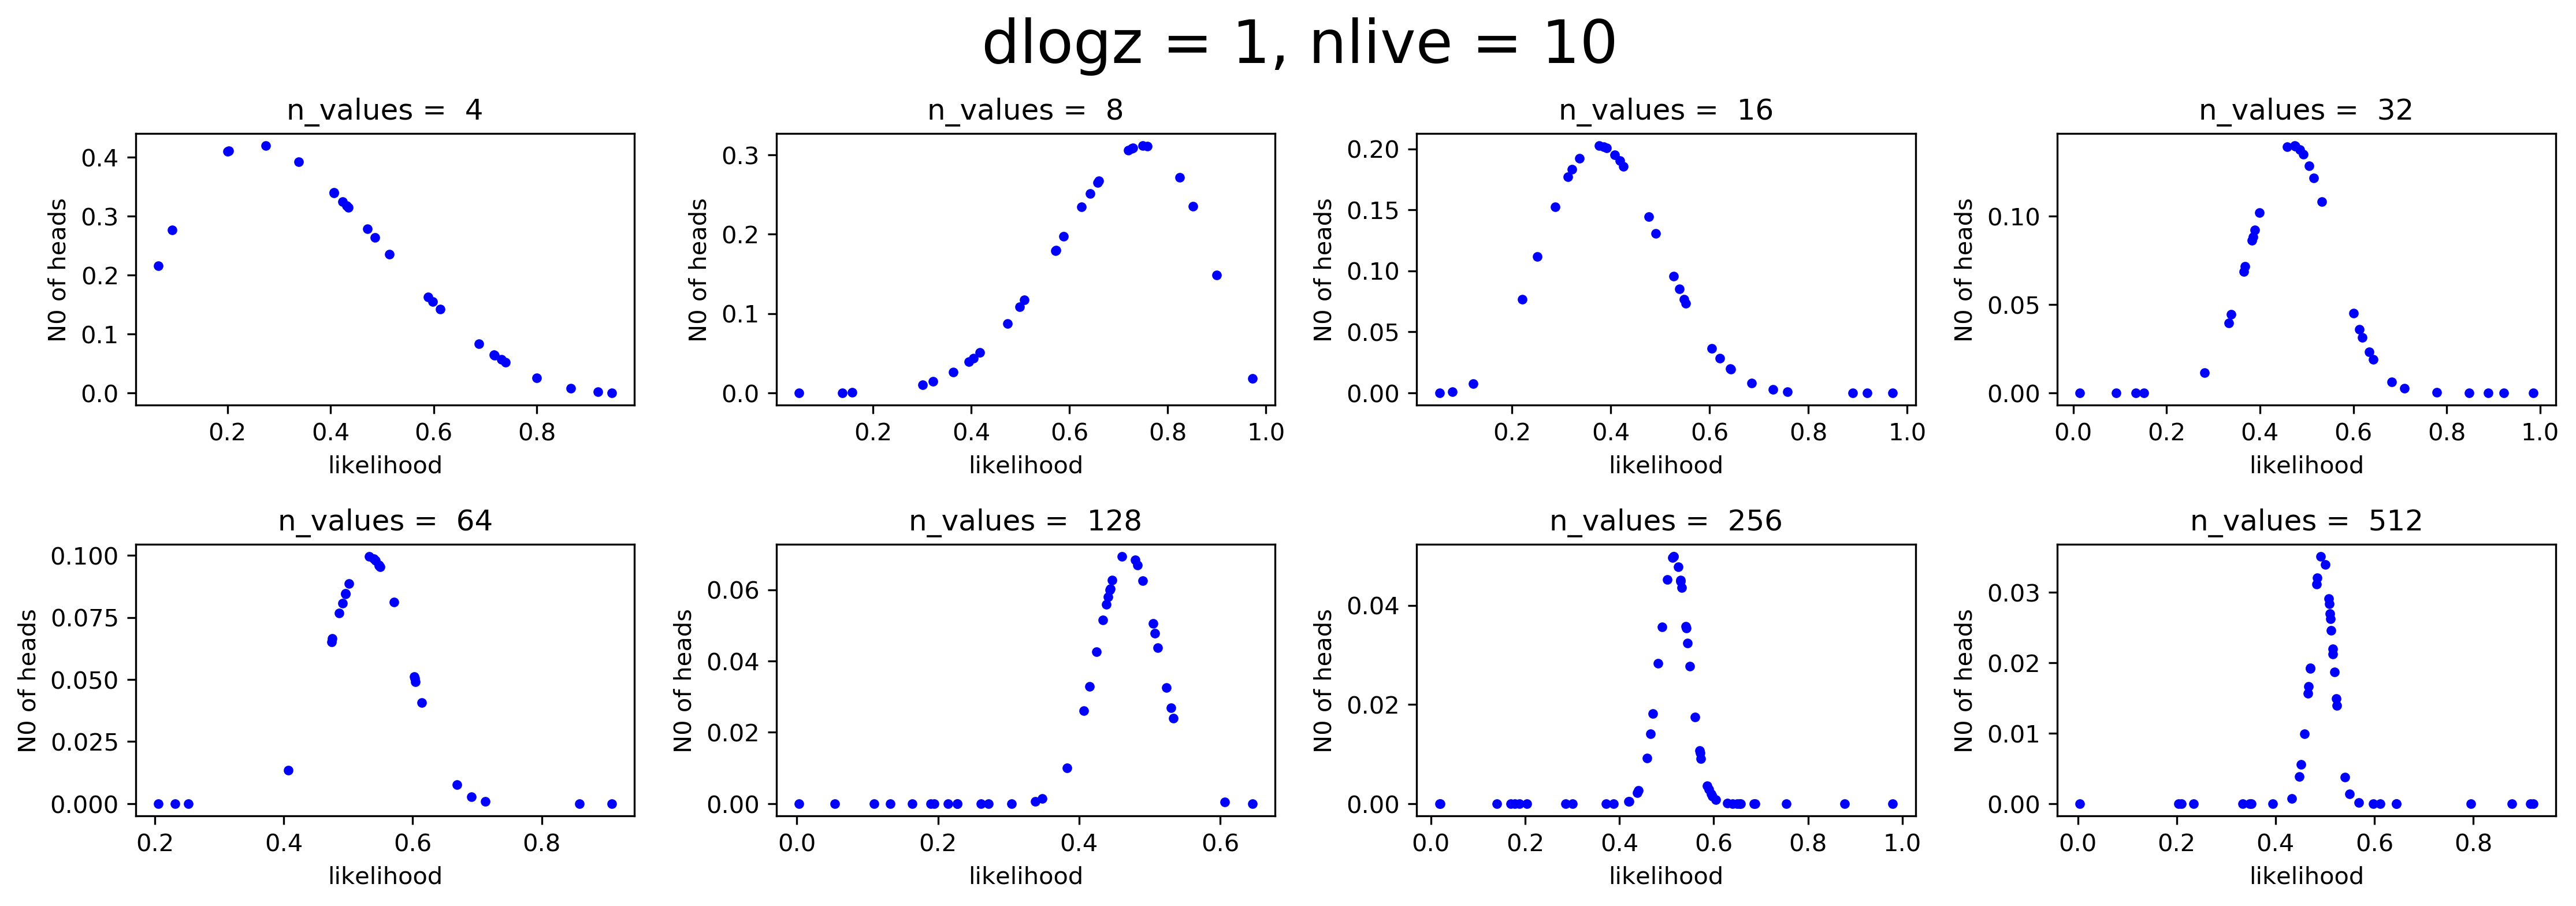 dlogz = 1, nlive = 10
n_values =  4
N0 of heads
0.4
0.3
0.2
0.1
0.0
0.2 0.4 0.6 0.8
likelihood
n_values =  8
N0 of heads
0.3
0.2
0.1
0.0
0.2 0.4 0.6 0.8 1.0
likelihood
n_values =  16
N0 of heads
0.20
0.15
0.10
0.05
0.00
0.2 0.4 0.6 0.8 1.0
likelihood
n_values =  32
N0 of heads
0.10
0.05
0.00
0.0 0.2 0.4 0.6 0.8 1.0
likelihood
n_values =  64
N0 of heads
0.100
0.075
0.050
0.025
0.000
0.2 0.4 0.6 0.8
likelihood
n_values =  128
N0 of heads
0.06
0.04
0.02
0.00
0.0 0.2 0.4 0.6
likelihood
n_values =  256
N0 of heads
0.04
0.02
0.00
0.0 0.2 0.4 0.6 0.8 1.0
likelihood
n_values =  512
N0 of heads
0.03
0.02
0.01
0.00
0.0 0.2 0.4 0.6 0.8
likelihood